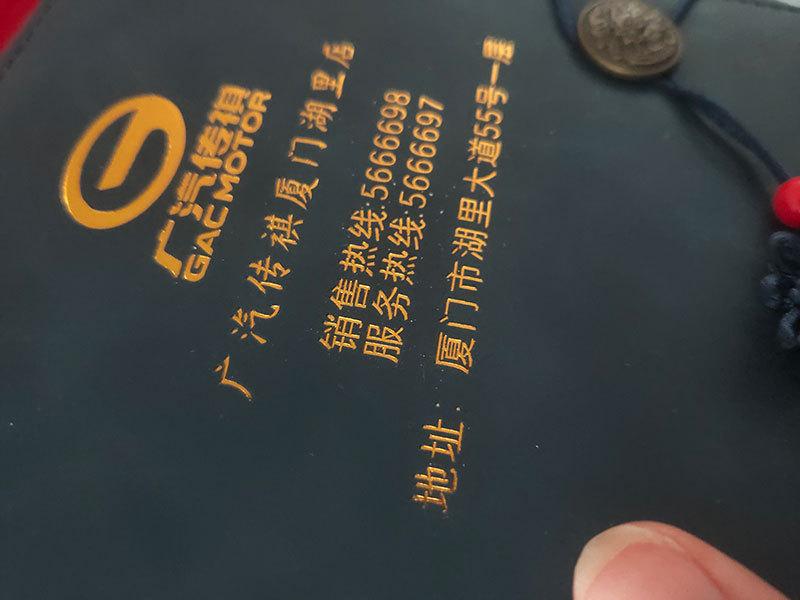 广汽传祺
GAC MOTOR
广汽传祺厦门湖里店
销售热线:5666698
服务热线:5666697
地址：厦门市湖里大道55号一层